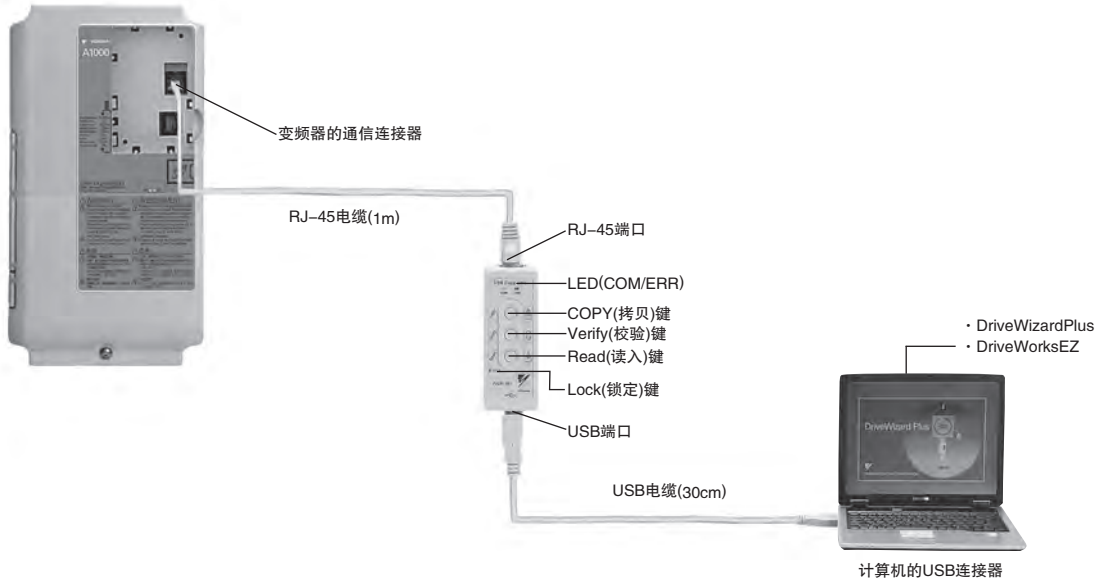 A1000
变频器的通信连接器
RJ-45电缆(1m)
RJ-45端口
LED(COM/ERR)
COPY(拷贝)键
Verify(校验)键
Read(读入)键
Lock(锁定)键
USB端口
USB电缆(30cm)
・DriveWizardPlus
・DriveWorksEZ
DriveWizard Plus
计算机的USB连接器